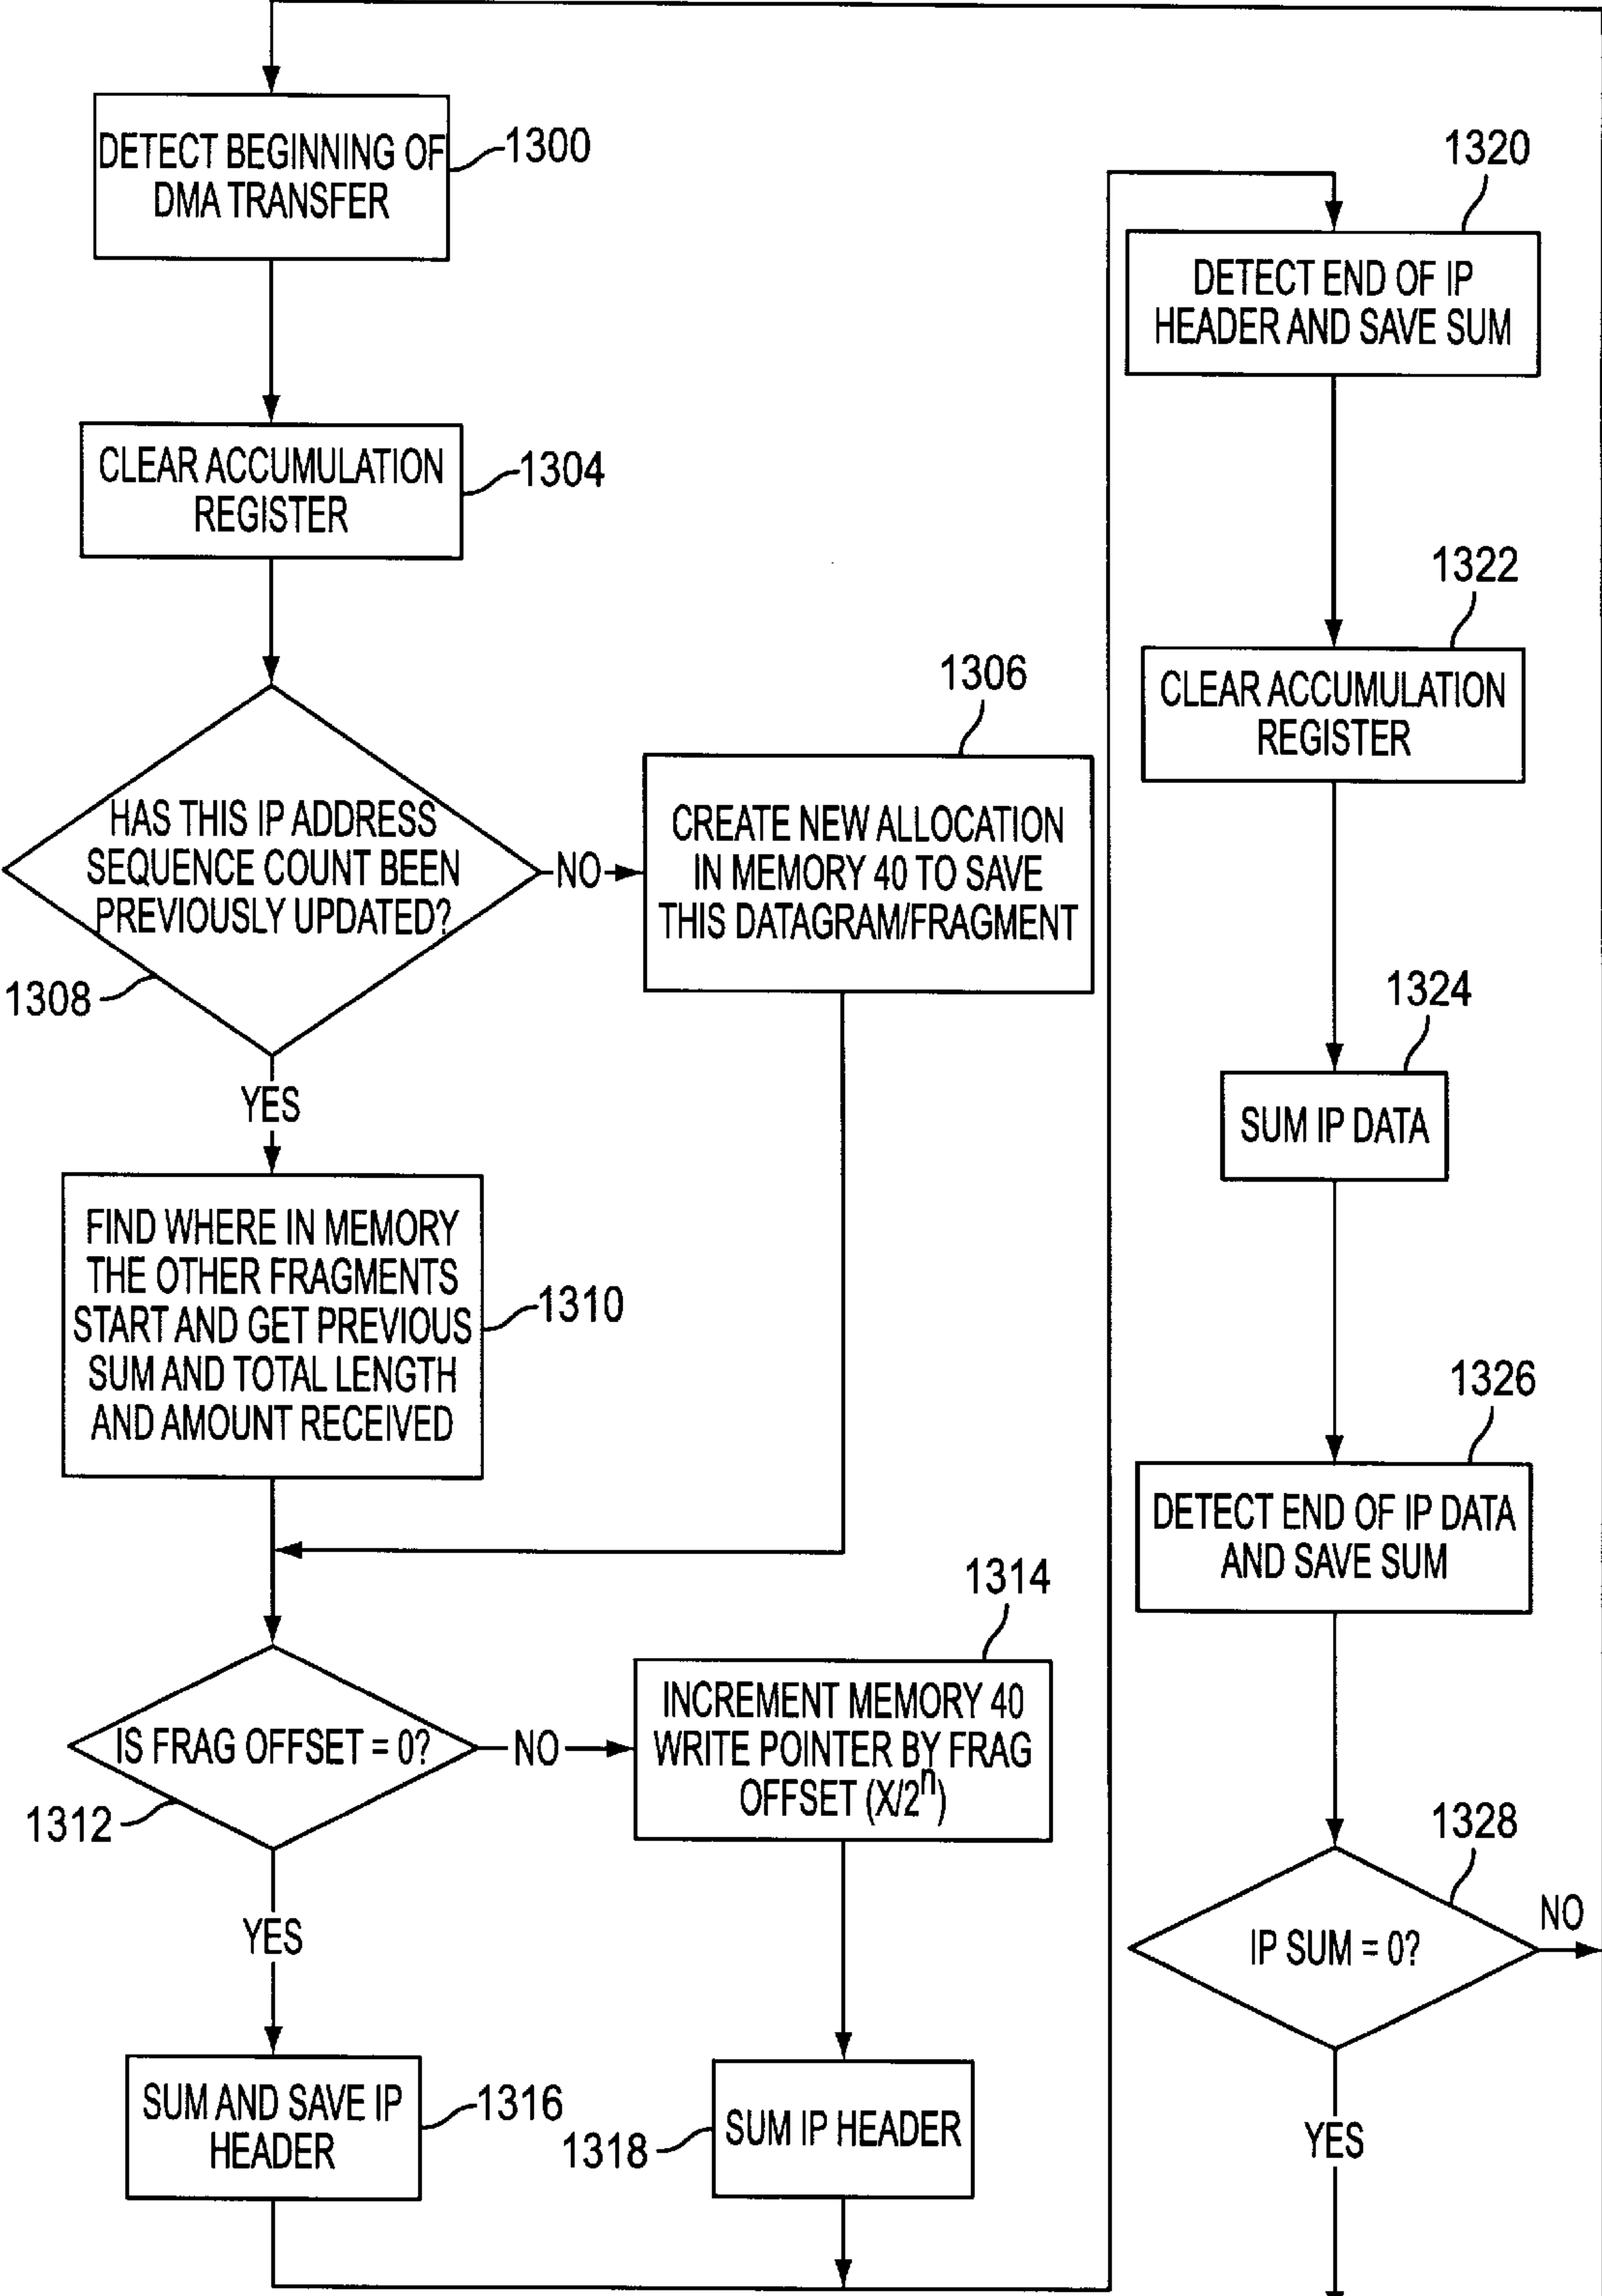 DETECT BEGINNING OF
DMA TRANSFER
1300
CLEAR ACCUMULATION
REGISTER
1304
HAS THIS IP ADDRESS
SEQUENCE COUNT BEEN
PREVIOUSLY UPDATED?
1308
NO
1306
CREATE NEW ALLOCATION
IN MEMORY 40 TO SAVE
THIS DATAGRAM/FRAGMENT
YES
FIND WHERE IN MEMORY
THE OTHER FRAGMENTS
START AND GET PREVIOUS
SUM AND TOTAL LENGTH
AND AMOUNT RECEIVED
1310
IS FRAG OFFSET = 0?
1312
NO
1314
INCREMENT MEMORY 40
WRITE POINTER BY FRAG
OFFSET (X/2^n)
YES
SUM AND SAVE IP
HEADER
1316
SUM IP HEADER
1318
1320
DETECT END OF IP
HEADER AND SAVE SUM
1322
CLEAR ACCUMULATION
REGISTER
1324
SUM IP DATA
1326
DETECT END OF IP DATA
AND SAVE SUM
1328
IP SUM = 0?
NO
YES